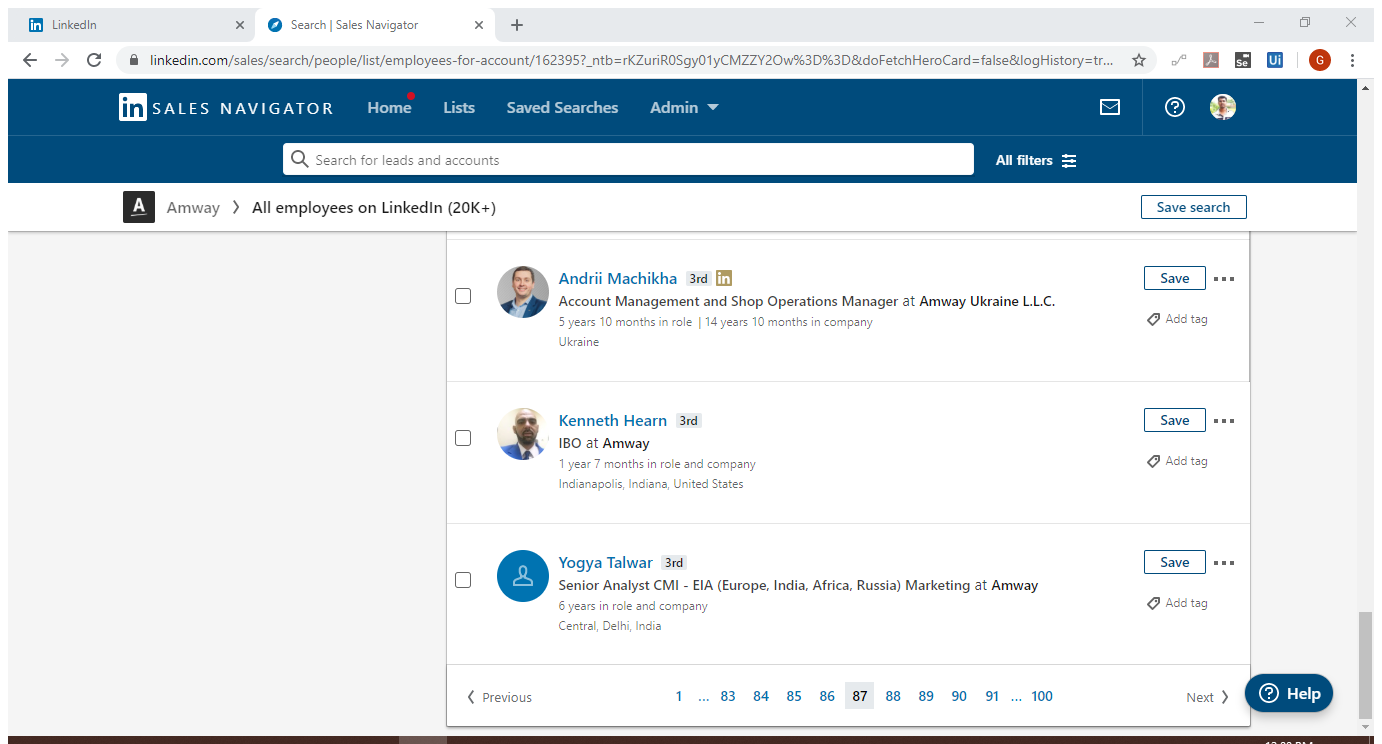 LinkedIn
Search | Sales Navigator
linkedin.com/sales/search/people/list/employees-for-account/162395?_ntb=rKZuriR0Sgy01yCMZZY2Ow%3D%3D&doFetchHeroCard=false&logHistory=tr...
Se
Ui
G
in SALES NAVIGATOR
Home
Lists
Saved Searches
Admin
Search for leads and accounts
All filters
A
Amway
All employees on LinkedIn (20K+)
Save search
Andrii Machikha 3rd in
Account Management and Shop Operations Manager at Amway Ukraine L.L.C.
5 years 10 months in role | 14 years 10 months in company
Ukraine
Save
Add tag
Kenneth Hearn 3rd
IBO at Amway
1 year 7 months in role and company
Indianapolis, Indiana, United States
Save
Add tag
Yogya Talwar 3rd
Senior Analyst CMI - EIA (Europe, India, Africa, Russia) Marketing at Amway
6 years in role and company
Central, Delhi, India
Save
Add tag
Previous
1 ... 83 84 85 86 87 88 89 90 91 ... 100
Next
Help